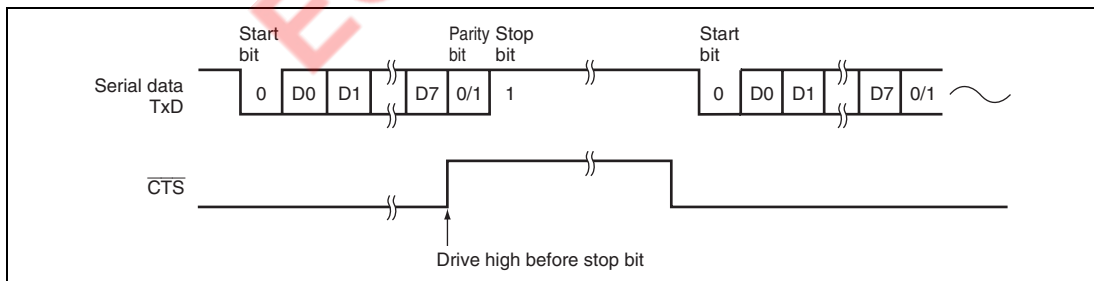 Start bit
Parity bit
Stop bit
Start bit
Serial data TxD
0 D0 D1 D7 0/1 1 0 D0 D1 D7 0/1
CTS
Drive high before stop bit